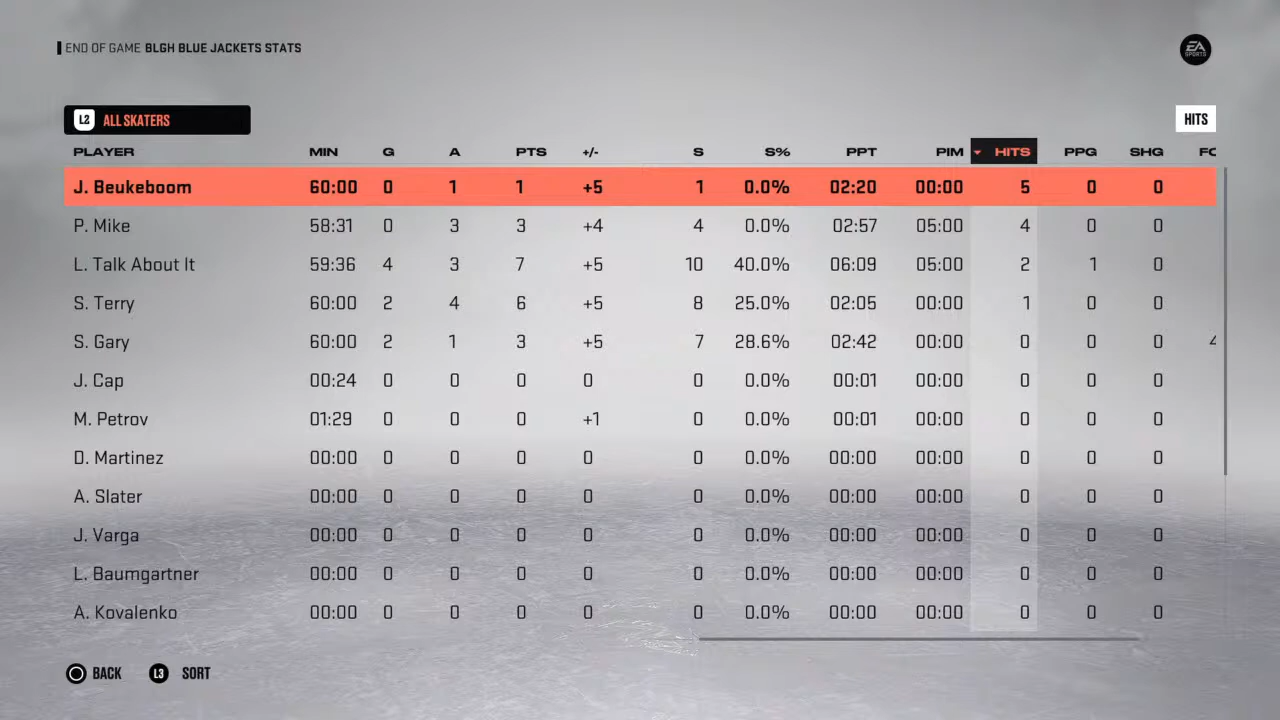 END OF GAME BLGH BLUE JACKETS STATS
EA SPORTS
L2 ALL SKATERS
HITS
PLAYER MIN G A PTS +/- S S% PPT PIM HITS PPG SHG
J. Beukeboom 60:00 0 1 1 +5 1 0.0% 02:20 00:00 5 0 0
P. Mike 58:31 0 3 3 +4 4 0.0% 02:57 05:00 4 0 0
L. Talk About It 59:36 4 3 7 +5 10 40.0% 06:09 05:00 2 1 0
S. Terry 60:00 2 4 6 +5 8 25.0% 02:05 00:00 1 0 0
S. Gary 60:00 2 1 3 +5 7 28.6% 02:42 00:00 0 0 0
J. Cap 00:24 0 0 0 0 0 0.0% 00:01 00:00 0 0 0
M. Petrov 01:29 0 0 0 +1 0 0.0% 00:01 00:00 0 0 0
D. Martinez 00:00 0 0 0 0 0 0.0% 00:00 00:00 0 0 0
A. Slater 00:00 0 0 0 0 0 0.0% 00:00 00:00 0 0 0
J. Varga 00:00 0 0 0 0 0 0.0% 00:00 00:00 0 0 0
L. Baumgartner 00:00 0 0 0 0 0 0.0% 00:00 00:00 0 0 0
A. Kovalenko 00:00 0 0 0 0 0 0.0% 00:00 00:00 0 0 0
BACK L3 SORT